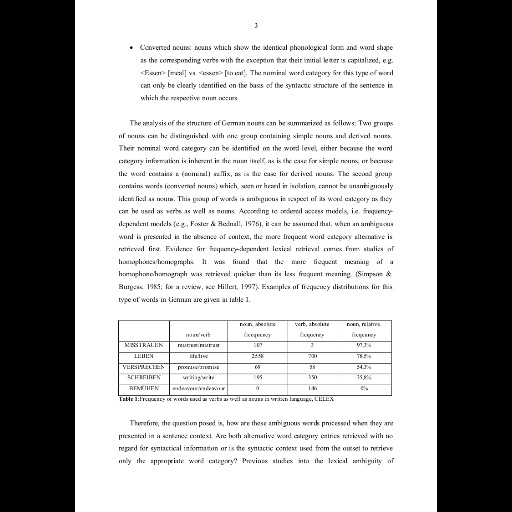 3
• Converted nouns: nouns which show the identical phonological form and word shape
as the corresponding verbs with the exception that their initial letter is capitalized, e.g.
<Essen> [meal] vs. <essen> [to eat]. The nominal word category for this type of word
can only be clearly identified on the basis of the syntactic structure of the sentence in
which the respective noun occurs.
The analysis of the structure of German nouns can be summarized as follows: Two groups
of nouns can be distinguished with one group containing simple nouns and derived nouns.
Their nominal word category can be identified on the word level, either because the word
category information is inherent in the noun itself, as is the case for simple nouns, or because
the word contains a (nominal) suffix, as is the case for derived nouns. The second group
contains words (converted nouns) which, seen or heard in isolation, cannot be unambiguously
identified as nouns. This group of words is ambiguous in respect of its word category as they
can be used as verbs as well as nouns. According to ordered access models, i.e. frequency-
dependent models (e.g., Foster & Bednall, 1976), it can be assumed that, when an ambiguous
word is presented in the absence of context, the more frequent word category alternative is
retrieved first. Evidence for frequency-dependent lexical retrieval comes from studies of
homophones/homographs. It was found that the more frequent meaning of a
homophone/homograph was retrieved quicker than its less frequent meaning. (Simpson &
Burgess, 1985; for a review, see Hillert, 1997). Examples of frequency distributions for this
type of words in German are given in table 1.
noun, absolute verb, absolute noun, relative
noun/verb frequency frequency frequency
MISSTRAUEN mistrust/mistrust 107 3 97,3%
LEBEN life/live 2558 700 78,5%
VERSPRECHEN promise/promise 69 58 54,3%
SCHREIBEN writing/write 195 350 35,8%
BEMÜHEN endeavour/endeavour 0 146 0%
Table 1: Frequency of words used as verbs as well as nouns in written language, CELEX
Therefore, the question posed is, how are these ambiguous words processed when they are
presented in a sentence context. Are both alternative word category entries retrieved with no
regard for syntactical information or is the syntactic context used from the outset to retrieve
only the appropriate word category? Previous studies into the lexical ambiguity of